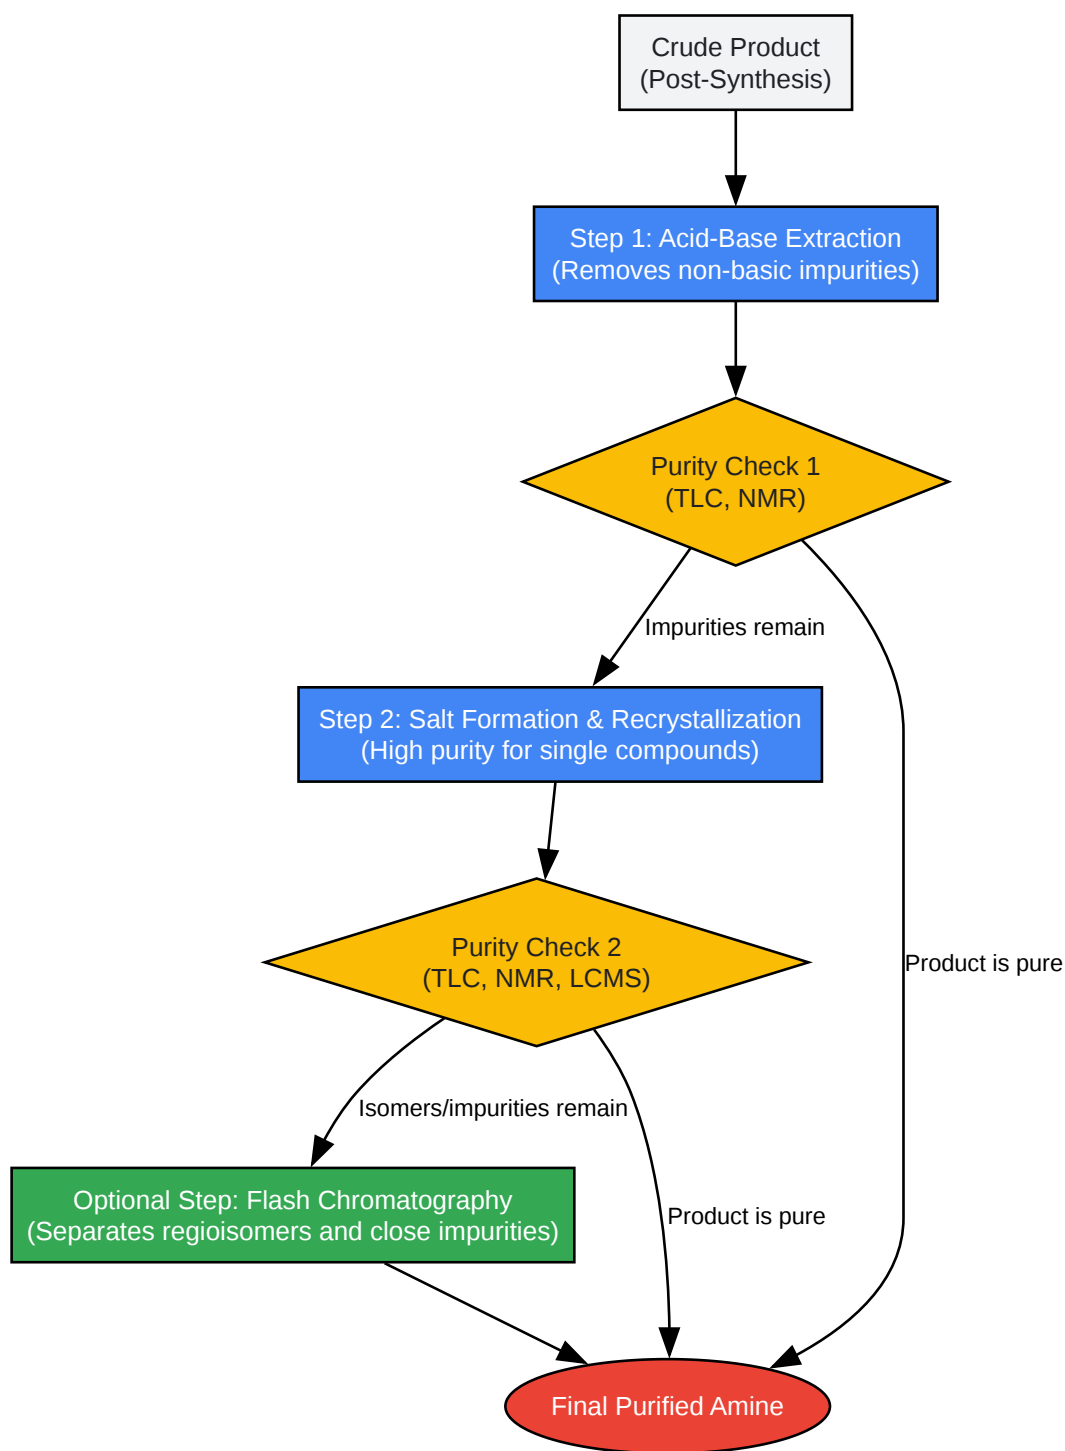 Crude Product
(Post-Synthesis)
Step 1: Acid-Base Extraction
(Removes non-basic impurities)
Purity Check 1
(TLC, NMR)
Impurities remain
Step 2: Salt Formation & Recrystallization
(High purity for single compounds)
Purity Check 2
(TLC, NMR, LCMS)
Product is pure
Isomers/impurities remain
Optional Step: Flash Chromatography
(Separates regioisomers and close impurities)
Product is pure
Final Purified Amine